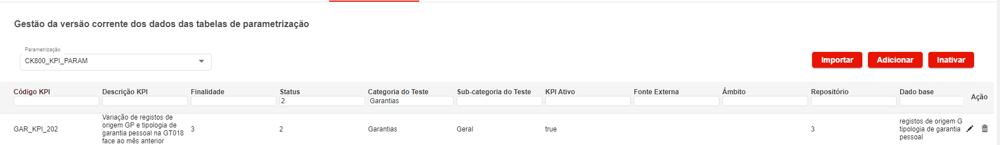 Gestão da versão corrente dos dados das tabelas de parametrização
Parametrização
CK800_KPI_PARAM
Importar
Adicionar
Inativar
Código KPI
Descrição KPI
Finalidade
Status
Categoria do Teste
Sub-categoria do Teste
KPI Ativo
Fonte Externa
Âmbito
Repositório
Dado base
Ação
2
Garantias
GAR_KPI_202
Variação de registos de
origem GP e tipologia de
garantia pessoal na GT018
face ao mês anterior
3
2
Garantias
Geral
true
3
registos de origem G
tipologia de garantia
pessoal